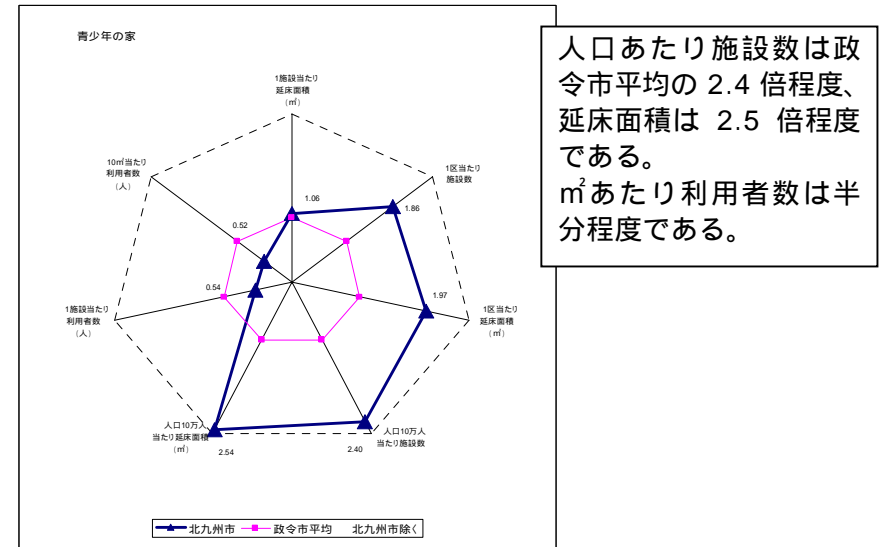 青少年の家
1施設当たり
延床面積
(㎡)
1区当たり
施設数
1区当たり
延床面積
(㎡)
人口10万人
当たり施設数
人口10万人
当たり延床面積
(㎡)
1施設当たり
利用者数
(人)
10㎡当たり
利用者数
(人)
1.06
1.86
1.97
2.40
2.54
0.54
0.52
北九州市 政令市平均 北九州市除く
人口あたり施設数は政
令市平均の 2.4 倍程度、
延床面積は 2.5 倍程度
である。
㎡あたり利用者数は半
分程度である。